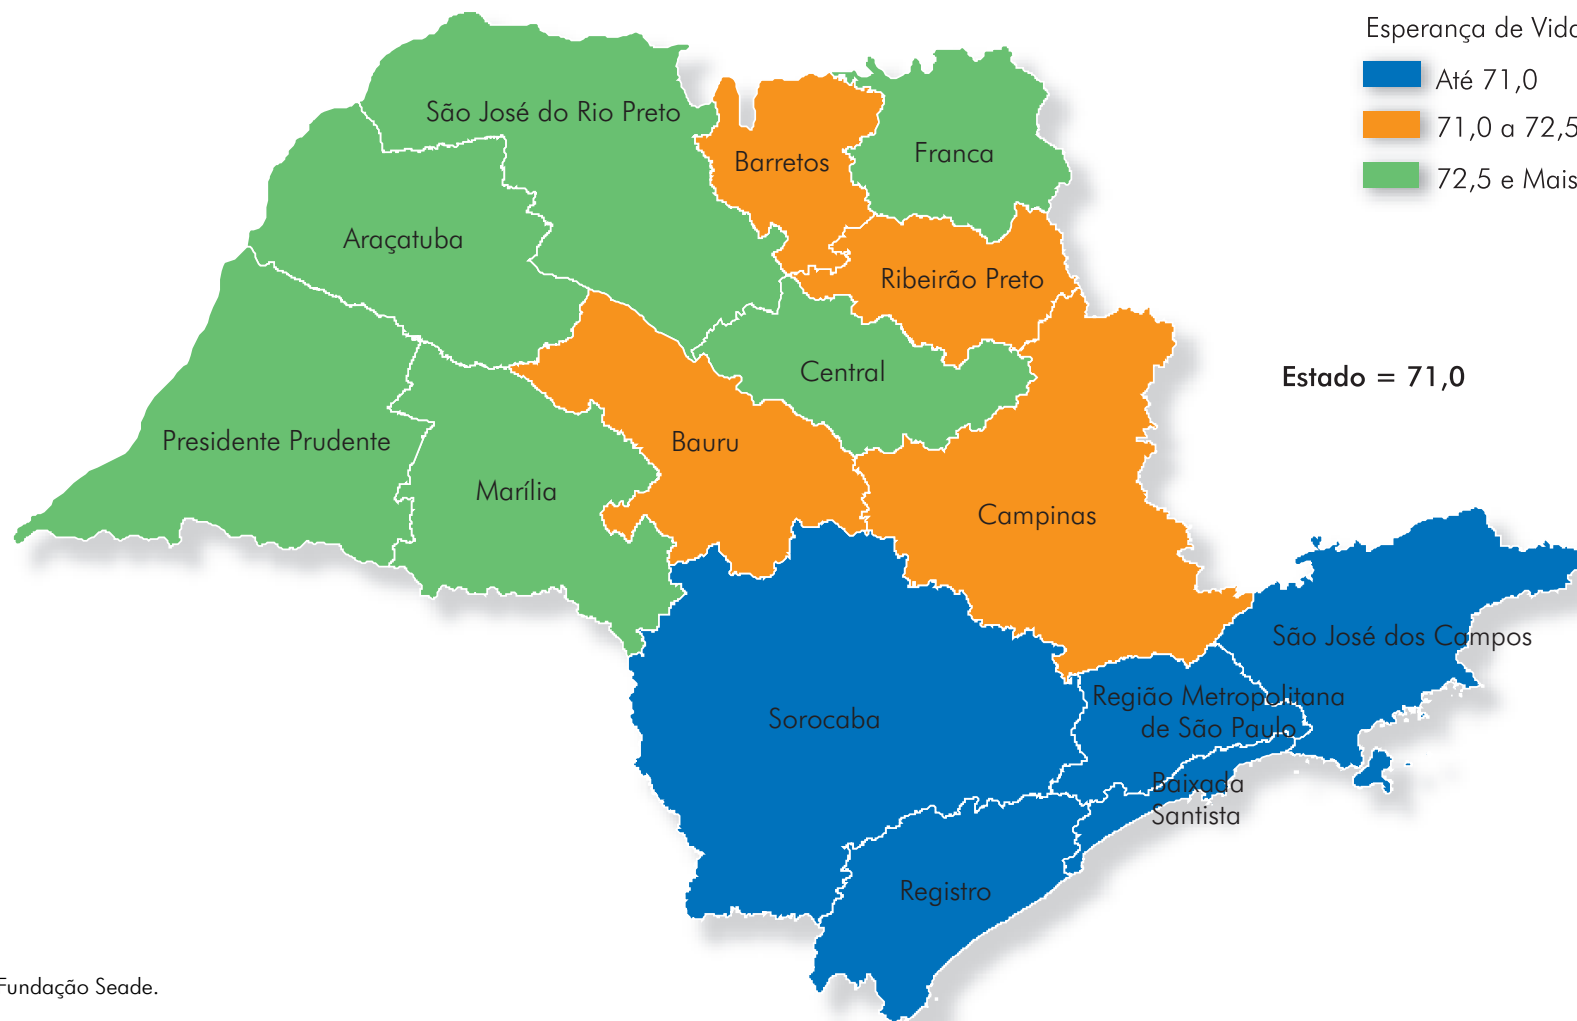 Esperança de Vida
Até 71,0
71,0 a 72,5
72,5 e Mais
São José do Rio Preto
Barretos
Franca
Araçatuba
Ribeirão Preto
Central
Estado = 71,0
Presidente Prudente
Bauru
Marília
Campinas
São José dos Campos
Região Metropolitana
de São Paulo
Sorocaba
Baixada
Santista
Registro
Fundação Seade.